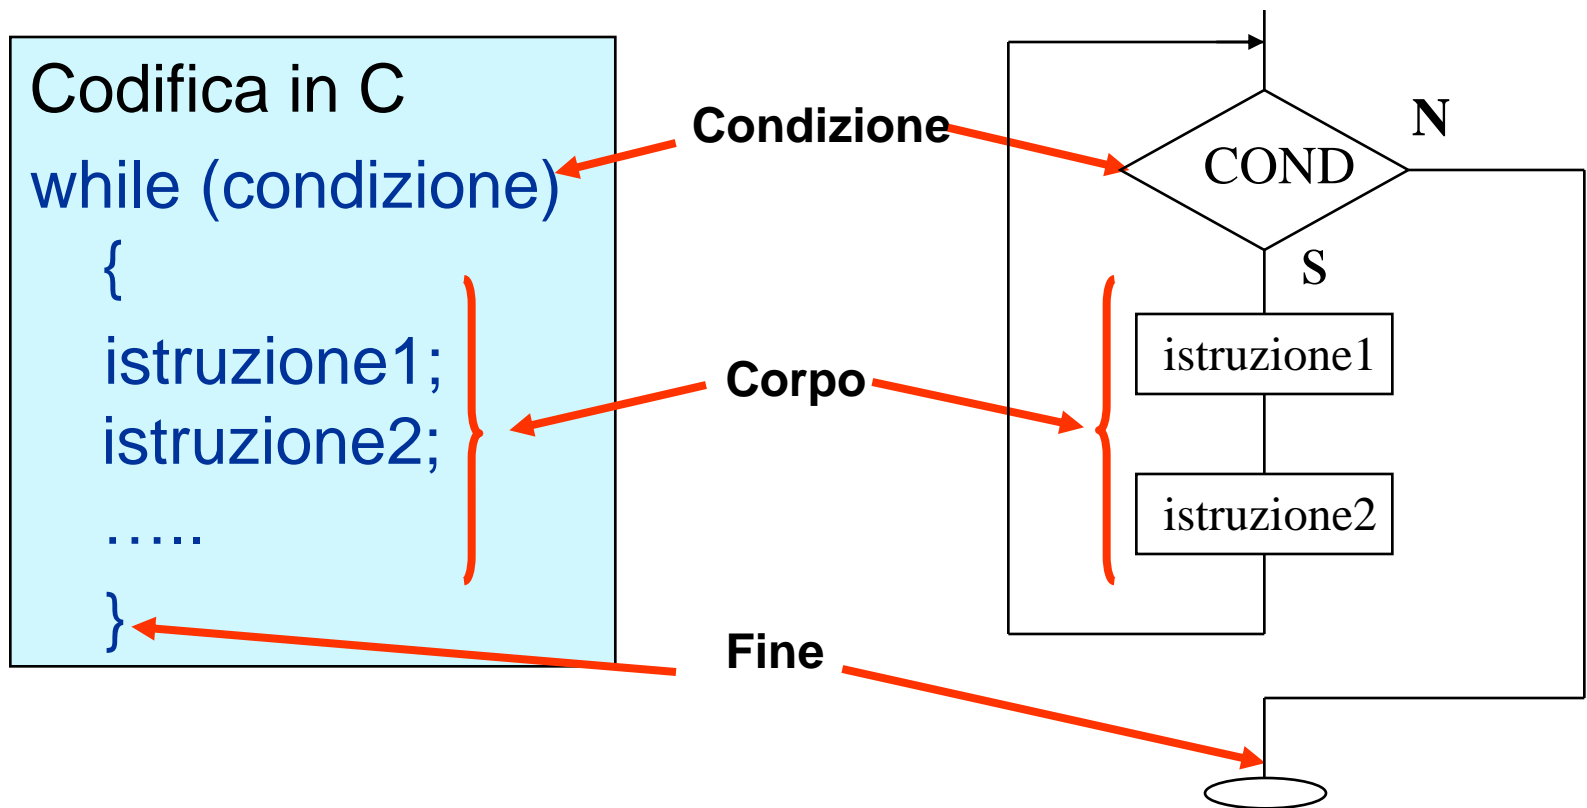 Codifica in C
while (condizione)
{
istruzione1;
istruzione2;
…..
}
Condizione
Corpo
Fine
COND
N
S
istruzione1
istruzione2